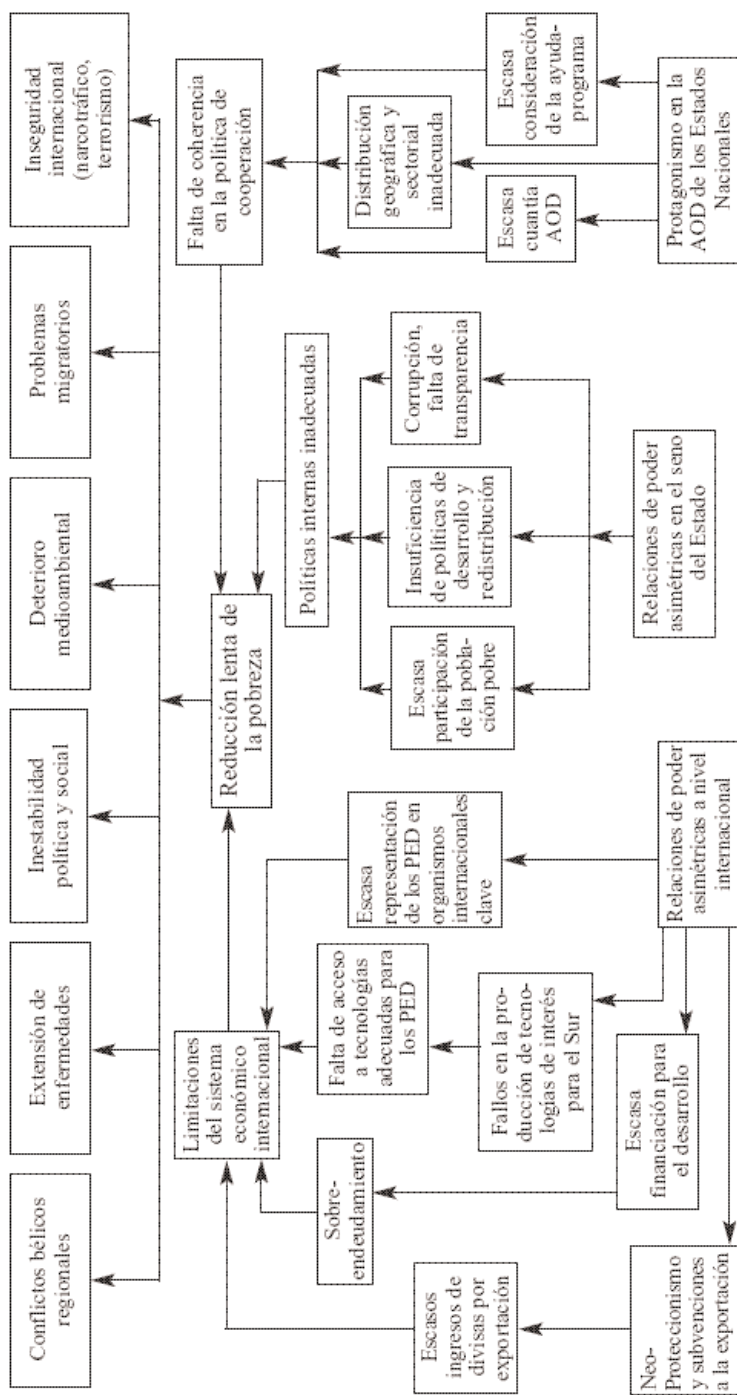 Conflictos bélicos
regionales
Extensión de
enfermedades
Inestabilidad
política y social
Deterioro
medioambiental
Problemas
migratorios
Inseguridad
internacional
(narcotráfico,
terrorismo)
Limitaciones
del sistema
económico
internacional
Reducción lenta de
la pobreza
Falta de coherencia
en la política de
cooperación
Políticas internas inadecuadas
Escasos
ingresos de
divisas por
exportación
Sobre-
endeudamiento
Falta de acceso
a tecnologías
adecuadas para
los PED
Escasa
representación
de los PED en
organismos
internacionales
clave
Escasa
participación
de la pobla-
ción pobre
Insuficiencia
de políticas de
desarrollo y
redistribución
Corrupción,
falta de
transparencia
Distribución
geográfica y
sectorial
inadecuada
Escasa
cuantía
AOD
Escasa
consideración
de la ayuda-
programa
Fallos en la pro-
ducción de tecno-
logías de interés
para el Sur
Escasa
financiación para
el desarrollo
Neo-
Proteccionismo
y subvenciones
a la exportación
Relaciones de poder
asimétricas a nivel
internacional
Relaciones de poder
asimétricas en el seno
del Estado
Protagonismo en la
AOD de los Estados
Nacionales